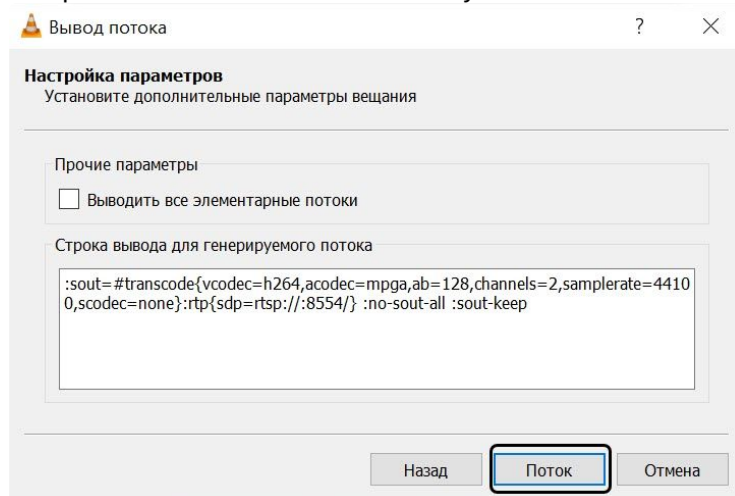 Вывод потока
?
Настройка параметров
Установите дополнительные параметры вещания
Прочие параметры
Выводить все элементарные потоки
Строка вывода для генерируемого потока
:sout=#transcode{vcodec=h264,acodec=mpga,ab=128,channels=2,samplerate=4410
0,scodec=none}:rtp{sdp=rtsp://:8554/} :no-sout-all :sout-keep
Назад Поток Отмена